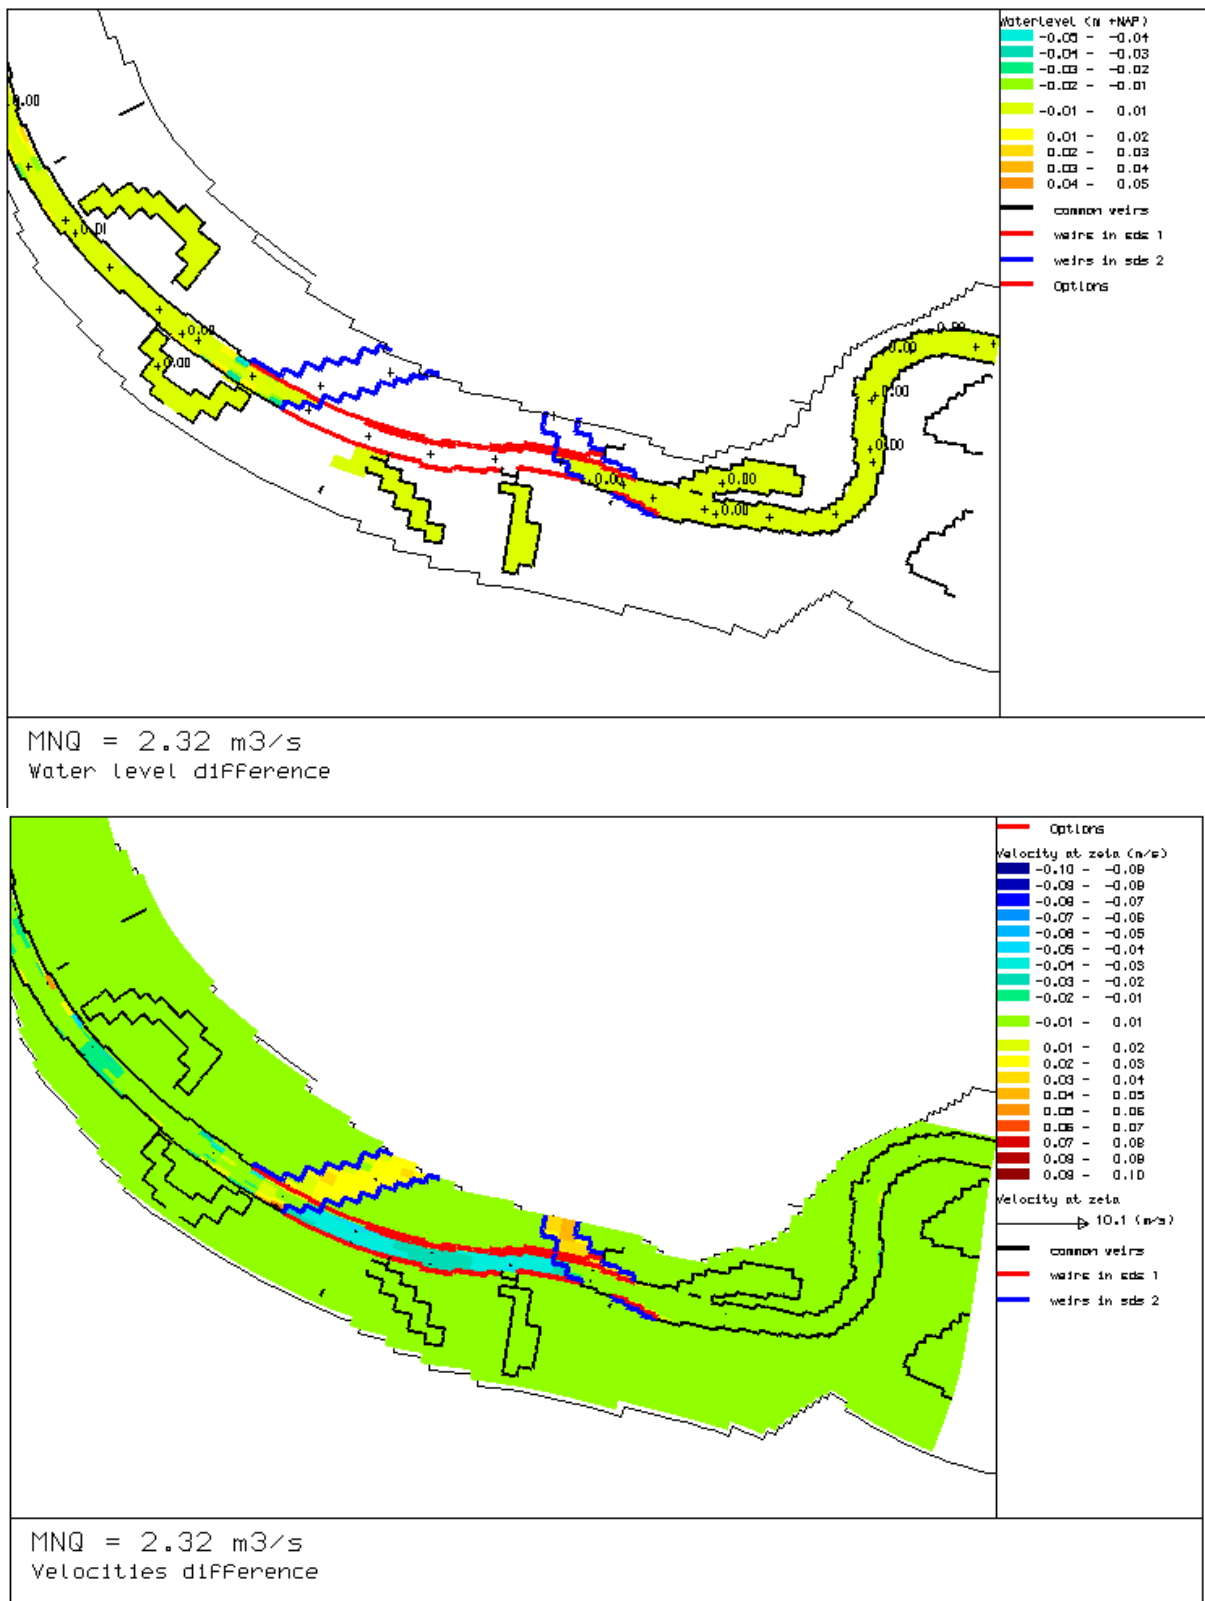 Waterlevel (m +NAP)
-0.05 - -0.04
-0.04 - -0.03
-0.03 - -0.02
-0.02 - -0.01
-0.01 - 0.01
0.01 - 0.02
0.02 - 0.03
0.03 - 0.04
0.04 - 0.05
common weirs
weirs in sds 1
weirs in sds 2
Options
0.00
0.01
0.00
0.00
0.00
0.00
0.00
0.00
0.00
0.00
0.00
MNQ = 2.32 m3/s
Water level difference
Options
Velocity at zeta (m/s)
-0.10 - -0.09
-0.09 - -0.08
-0.08 - -0.07
-0.07 - -0.06
-0.06 - -0.05
-0.05 - -0.04
-0.04 - -0.03
-0.03 - -0.02
-0.02 - -0.01
-0.01 - 0.01
0.01 - 0.02
0.02 - 0.03
0.03 - 0.04
0.04 - 0.05
0.05 - 0.06
0.06 - 0.07
0.07 - 0.08
0.08 - 0.09
0.09 - 0.10
Velocity at zeta
10.1 (m/s)
common weirs
weirs in sds 1
weirs in sds 2
MNQ = 2.32 m3/s
Velocities difference